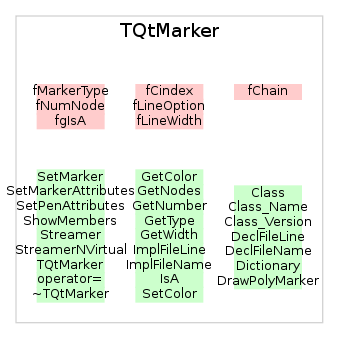 TQtMarker
fMarkerType
fNumNode
fgIsA
fCindex
fLineOption
fLineWidth
fChain
SetMarker
SetMarkerAttributes
SetPenAttributes
ShowMembers
Streamer
StreamerNVirtual
TQtMarker
operator=
~TQtMarker
GetColor
GetNodes
GetNumber
GetType
GetWidth
ImplFileLine
ImplFileName
IsA
SetColor
Class
Class_Name
Class_Version
DeclFileLine
DeclFileName
Dictionary
DrawPolyMarker